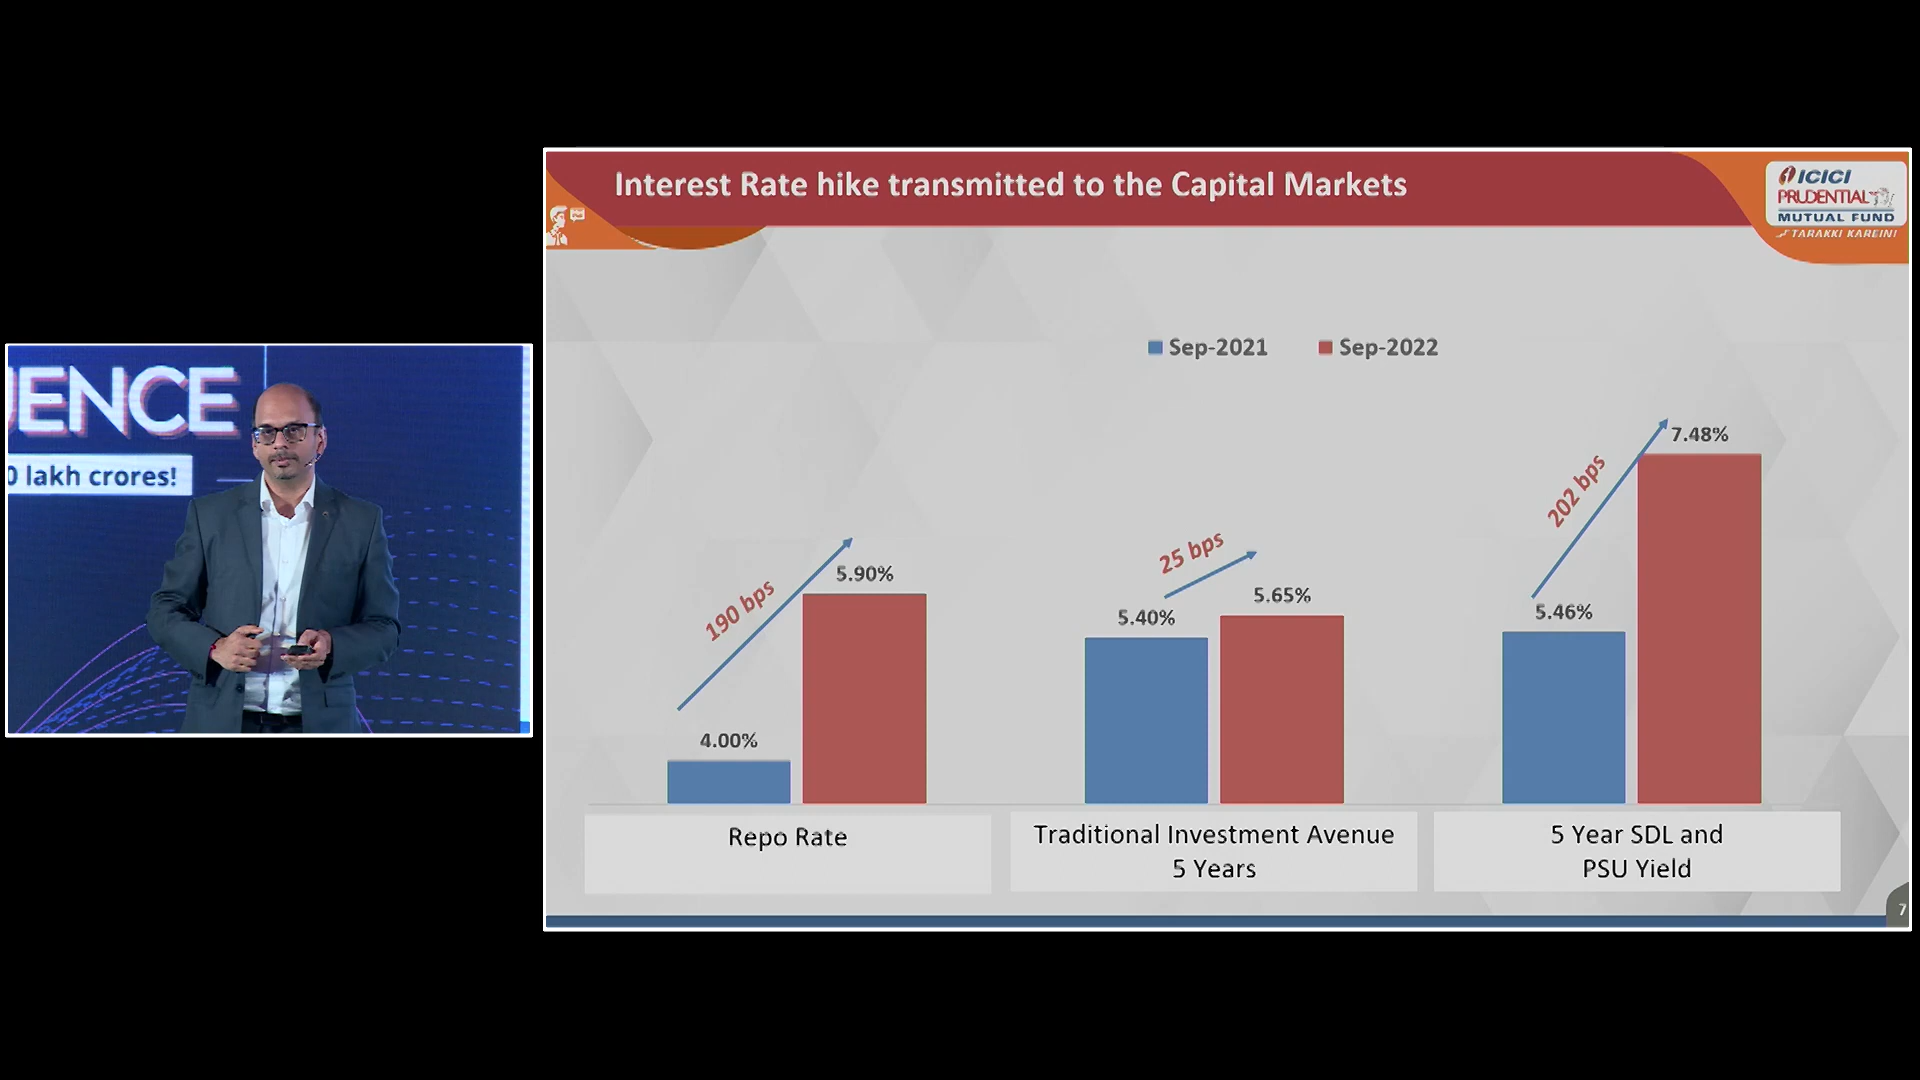 UENCE
0 lakh crores!
Interest Rate hike transmitted to the Capital Markets
ICICI
PRUDENTIAL
MUTUAL FUND
TARAKKI KAREIN!
Sep-2021 Sep-2022
190 bps
4.00%
5.90%
25 bps
5.40%
5.65%
202 bps
5.46%
7.48%
Repo Rate
Traditional Investment Avenue
5 Years
5 Year SDL and
PSU Yield
7